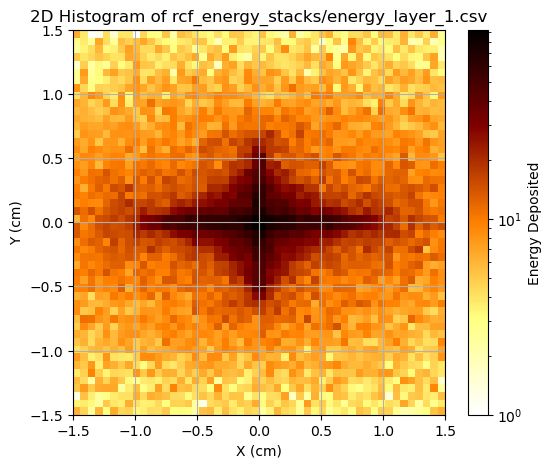 2D Histogram of rcf_energy_stacks/energy_layer_1.csv
1.5
1.0
0.5
0.0
−0.5
−1.0
−1.5
Y (cm)
−1.5 −1.0 −0.5 0.0 0.5 1.0 1.5
X (cm)
10¹
10⁰
Energy Deposited